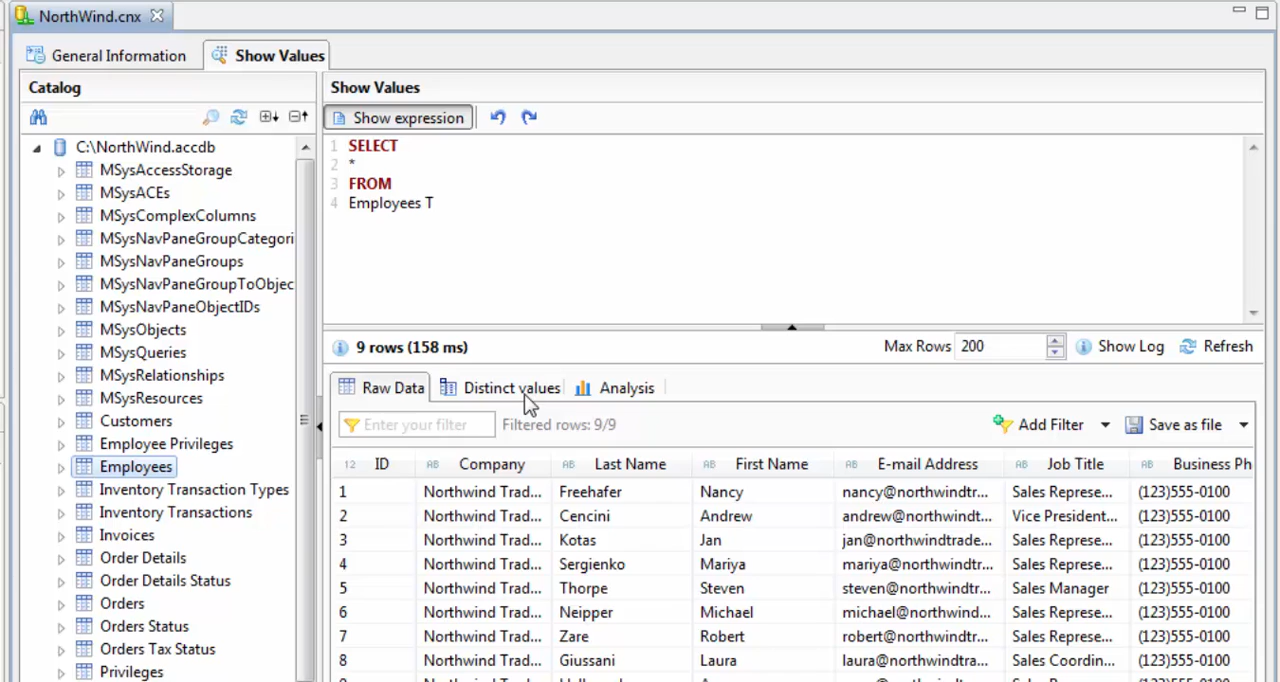 NorthWind.cnx
General Information
Show Values
Catalog
C:\NorthWind.accdb
MSysAccessStorage
MSysACEs
MSysComplexColumns
MSysNavPaneGroupCategori
MSysNavPaneGroups
MSysNavPaneGroupToObjec
MSysNavPaneObjectIDs
MSysObjects
MSysQueries
MSysRelationships
MSysResources
Customers
Employee Privileges
Employees
Inventory Transaction Types
Inventory Transactions
Invoices
Order Details
Order Details Status
Orders
Orders Status
Orders Tax Status
Privileges
Show Values
Show expression
1 SELECT
2 *
3 FROM
4 Employees T
9 rows (158 ms) Max Rows 200 Show Log Refresh
Raw Data Distinct values Analysis
Enter your filter Filtered rows: 9/9 Add Filter Save as file
12 ID AB Company AB Last Name AB First Name AB E-mail Address AB Job Title AB Business Ph
1 Northwind Trad... Freehafer Nancy nancy@northwindtr... Sales Represe... (123)555-0100
2 Northwind Trad... Cencini Andrew andrew@northwindt... Vice President... (123)555-0100
3 Northwind Trad... Kotas Jan jan@northwindtrade... Sales Represe... (123)555-0100
4 Northwind Trad... Sergienko Mariya mariya@northwindtr... Sales Represe... (123)555-0100
5 Northwind Trad... Thorpe Steven steven@northwindtr... Sales Manager (123)555-0100
6 Northwind Trad... Neipper Michael michael@northwind... Sales Represe... (123)555-0100
7 Northwind Trad... Zare Robert robert@northwindtr... Sales Represe... (123)555-0100
8 Northwind Trad... Giussani Laura laura@northwindtra... Sales Coordin... (123)555-0100